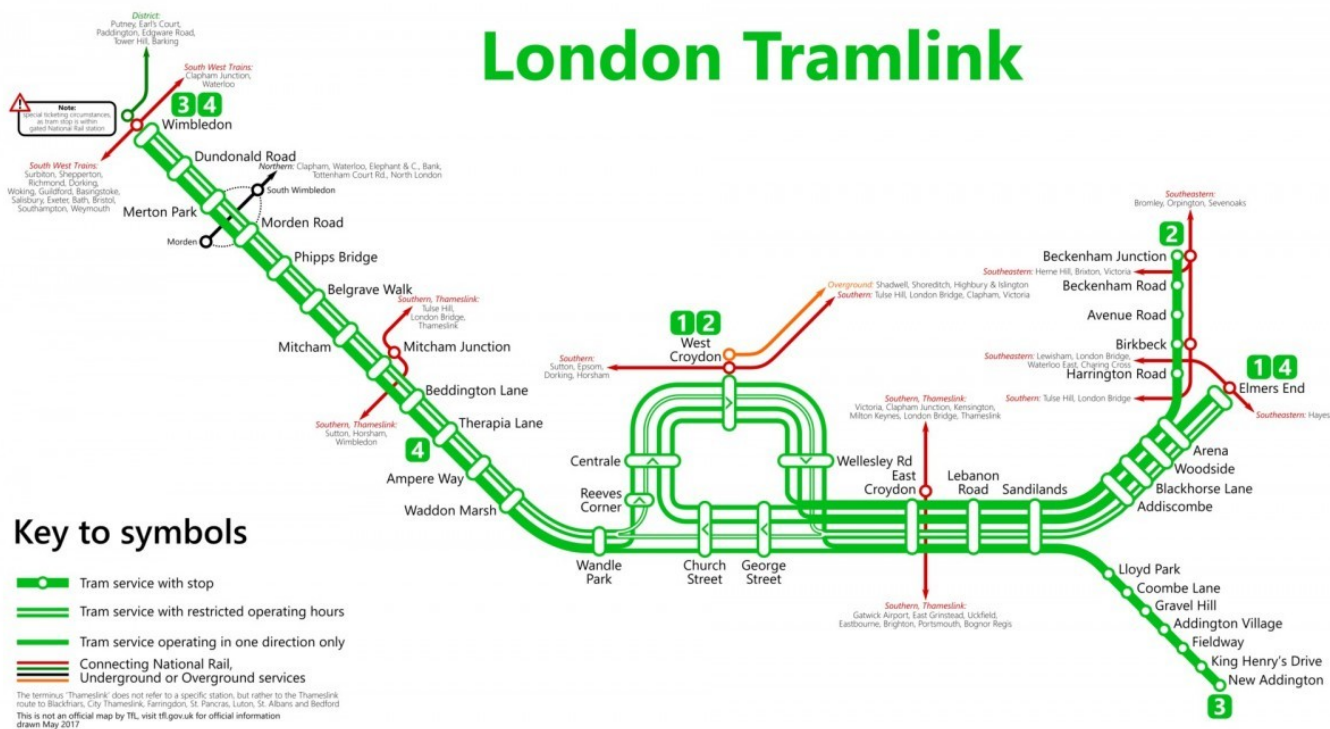 London Tramlink
District:
Putney, Earl's Court,
Paddington, Edgware Road,
Tower Hill, Barking
South West Trains:
Clapham Junction,
Waterloo
Note:
Special ticketing circumstances,
as tram stop is within
gated National Rail station
3 4
Wimbledon
South West Trains:
Surbiton, Shepperton,
Richmond, Dorking,
Woking, Guildford, Basingstoke,
Salisbury, Exeter, Bath, Bristol,
Southampton, Weymouth
Dundonald Road
Northern: Clapham, Waterloo, Elephant & C., Bank,
Tottenham Court Rd., North London
South Wimbledon
Merton Park
Morden Road
Morden
Phipps Bridge
Belgrave Walk
Southern, Thameslink:
Tulse Hill,
London Bridge,
Thameslink
Mitcham
Mitcham Junction
Beddington Lane
Southern, Thameslink:
Sutton, Horsham,
Wimbledon
Therapia Lane
4
Ampere Way
Waddon Marsh
Wandle
Park
Reeves
Corner
Centrale
1 2
West
Croydon
Overground: Shadwell, Shoreditch, Highbury & Islington
Southern: Tulse Hill, London Bridge, Clapham, Victoria
Southern:
Sutton, Epsom,
Dorking, Horsham
Church
Street
George
Street
Wellesley Rd
Southern, Thameslink:
Victoria, Clapham Junction, Kensington,
Milton Keynes, London Bridge, Thameslink
East
Croydon
Southern, Thameslink:
Gatwick Airport, East Grinstead, Uckfield,
Eastbourne, Brighton, Portsmouth, Bognor Regis
Lebanon
Road
Sandilands
Southeastern:
Bromley, Orpington, Sevenoaks
2
Beckenham Junction
Southeastern: Herne Hill, Brixton, Victoria
Beckenham Road
Avenue Road
Birkbeck
Southeastern: Lewisham, London Bridge,
Waterloo East, Charing Cross
Harrington Road
Southern: Tulse Hill, London Bridge
1 4
Elmers End
Southeastern: Hayes
Arena
Woodside
Blackhorse Lane
Addiscombe
Lloyd Park
Coombe Lane
Gravel Hill
Addington Village
Fieldway
King Henry's Drive
New Addington
3
Key to symbols
Tram service with stop
Tram service with restricted operating hours
Tram service operating in one direction only
Connecting National Rail,
Underground or Overground services
The terminus 'Thameslink' does not refer to a specific station, but rather to the Thameslink
route to Blackfriars, City Thameslink, Farringdon, St. Pancras, Luton, St. Albans and Bedford
This is not an official map by TfL, visit tfl.gov.uk for official information
drawn May 2017